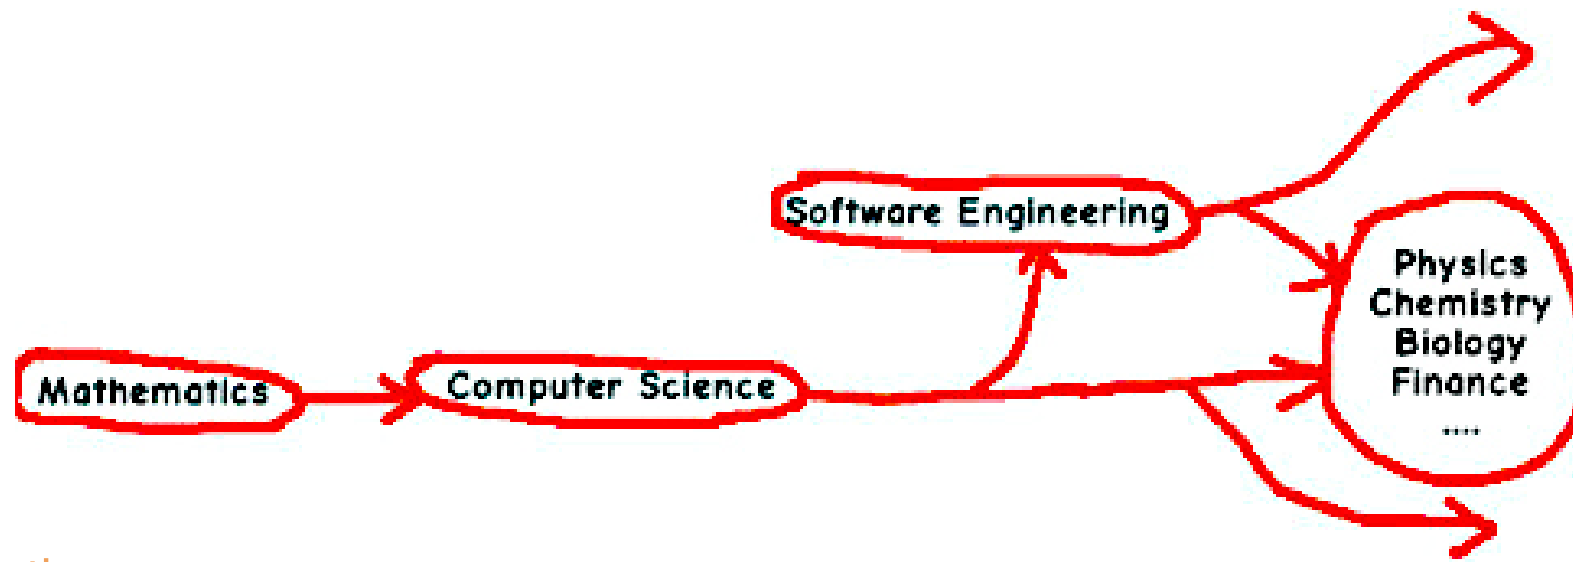 Software Engineering
Physics
Chemistry
Biology
Finance
....
Mathematics
Computer Science